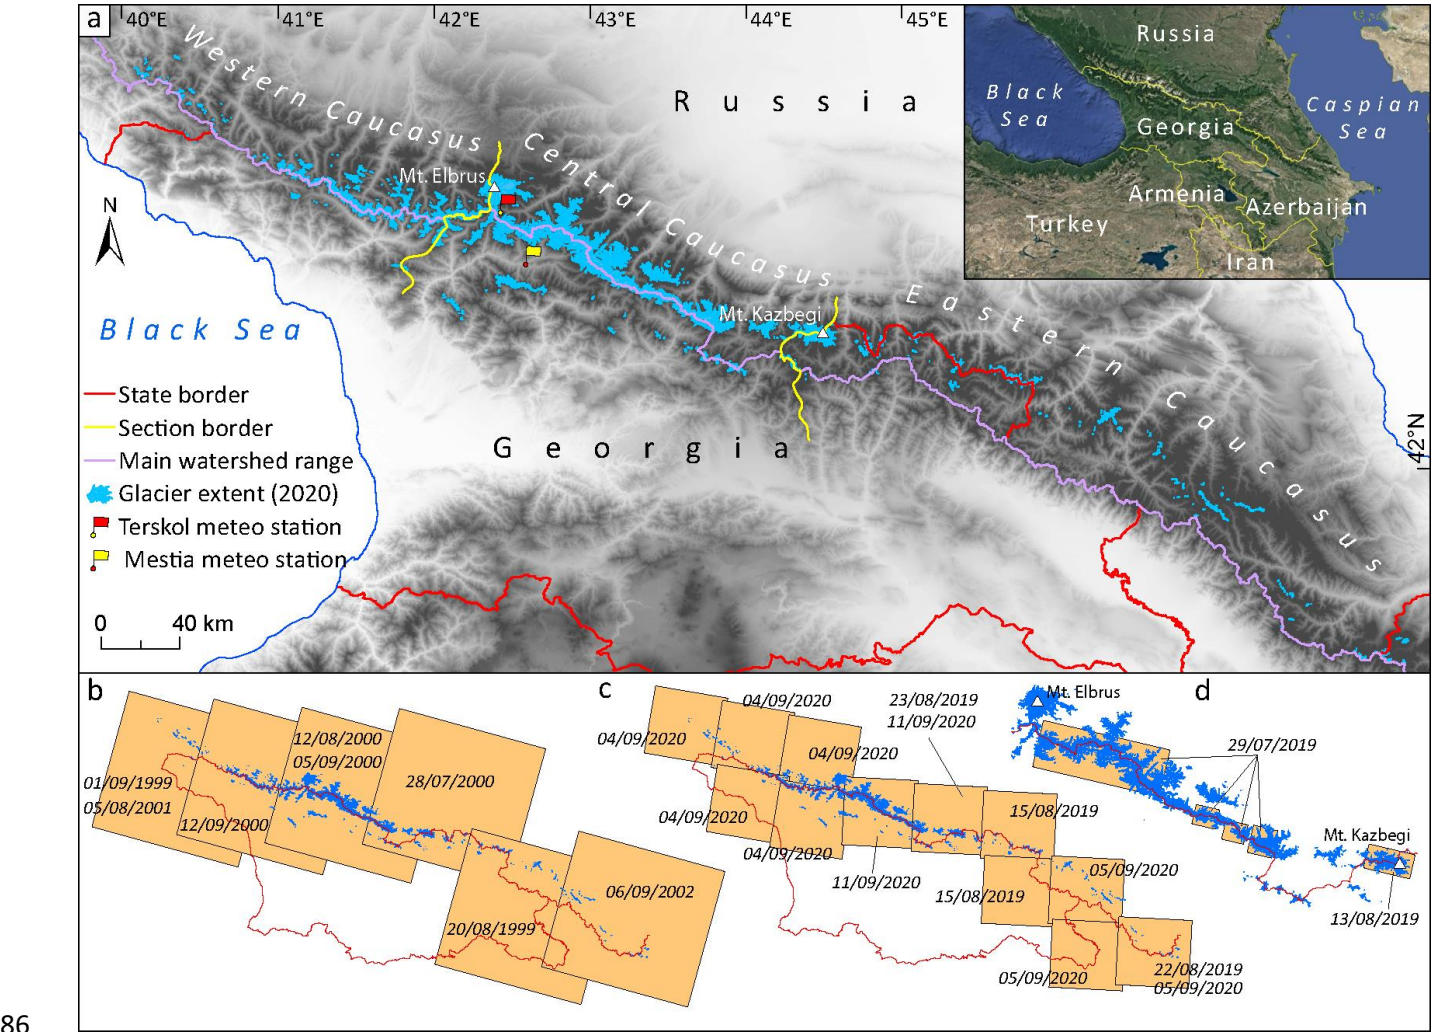 a
40°E
41°E
42°E
43°E
44°E
45°E
Western Caucasus
Central Caucasus
Eastern Caucasus
Russia
Mt. Elbrus
N
Mt. Kazbegi
Black Sea
Georgia
42°N
State border
Section border
Main watershed range
Glacier extent (2020)
Terskol meteo station
Mestia meteo station
0 40 km
Russia
Black
Sea
Caspian
Sea
Georgia
Armenia
Azerbaijan
Turkey
Iran
b
12/08/2000
05/09/2000
28/07/2000
01/09/1999
05/08/2001
12/09/2000
06/09/2002
20/08/1999
c
04/09/2020
23/08/2019
11/09/2020
04/09/2020
04/09/2020
15/08/2019
04/09/2020
04/09/2020
11/09/2020
05/09/2020
15/08/2019
05/09/2020
22/08/2019
05/09/2020
d
Mt. Elbrus
29/07/2019
Mt. Kazbegi
13/08/2019
86